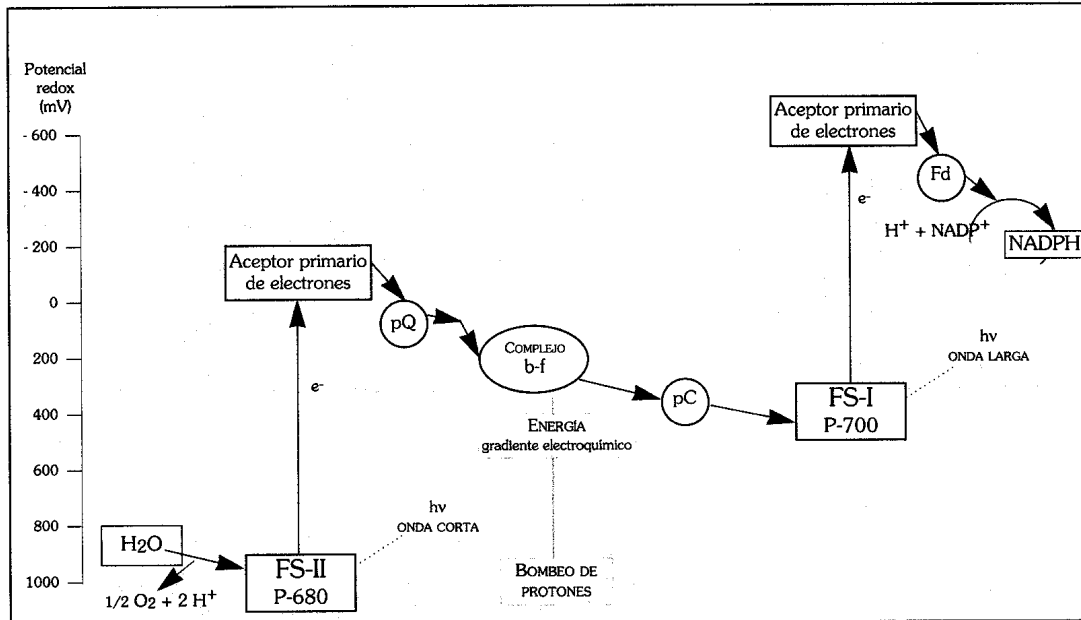 Potencial
redox
(mV)
- 600
- 400
- 200
0
200
400
600
800
1000
H2O
1/2 O2 + 2 H+
FS-II
P-680
hν
ONDA CORTA
e-
Aceptor primario
de electrones
pQ
COMPLEJO
b-f
ENERGÍA
gradiente electroquímico
BOMBEO DE
PROTONES
pC
FS-I
P-700
hν
ONDA LARGA
e-
Aceptor primario
de electrones
Fd
H+ + NADP+
NADPH